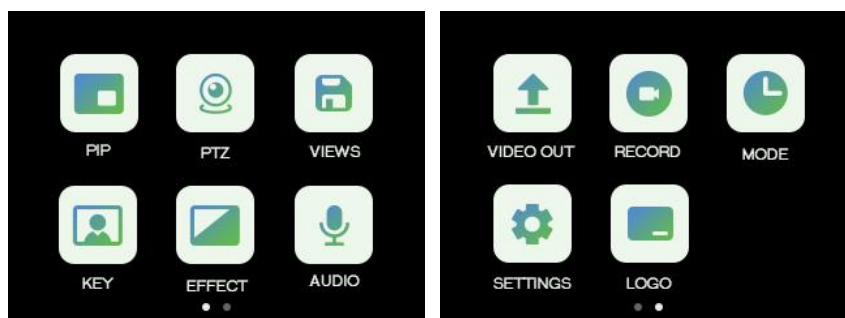 PIP PTZ VIEWS
KEY EFFECT AUDIO
VIDEO OUT RECORD MODE
SETTINGS LOGO